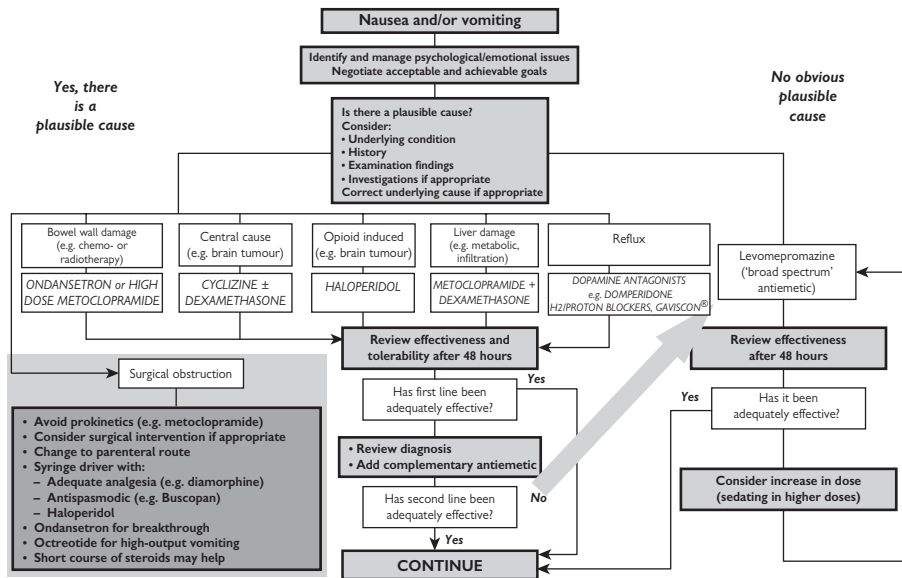 Nausea and/or vomiting
Identify and manage psychological/emotional issues
Negotiate acceptable and achievable goals
Yes, there
is a
plausible cause
No obvious
plausible
cause
Is there a plausible cause?
Consider:
• Underlying condition
• History
• Examination findings
• Investigations if appropriate
Correct underlying cause if appropriate
Bowel wall damage
(e.g. chemo- or
radiotherapy)
ONDANSETRON or HIGH
DOSE METOCLOPRAMIDE
Central cause
(e.g. brain tumour)
CYCLIZINE ±
DEXAMETHASONE
Opioid induced
(e.g. brain tumour)
HALOPERIDOL
Liver damage
(e.g. metabolic,
infiltration)
METOCLOPRAMIDE +
DEXAMETHASONE
Reflux
DOPAMINE ANTAGONISTS
e.g. DOMPERIDONE
H2/PROTON BLOCKERS, GAVISCON®
Levomepromazine
('broad spectrum'
antiemetic)
Review effectiveness and
tolerability after 48 hours
Review effectiveness
after 48 hours
Surgical obstruction
• Avoid prokinetics (e.g. metoclopramide)
• Consider surgical intervention if appropriate
• Change to parenteral route
• Syringe driver with:
– Adequate analgesia (e.g. diamorphine)
– Antispasmodic (e.g. Buscopan)
– Haloperidol
• Ondansetron for breakthrough
• Octreotide for high-output vomiting
• Short course of steroids may help
Has first line been
adequately effective?
Yes
• Review diagnosis
• Add complementary antiemetic
Has second line been
adequately effective?
No
Yes
CONTINUE
Yes
Has it been
adequately effective?
Consider increase in dose
(sedating in higher doses)